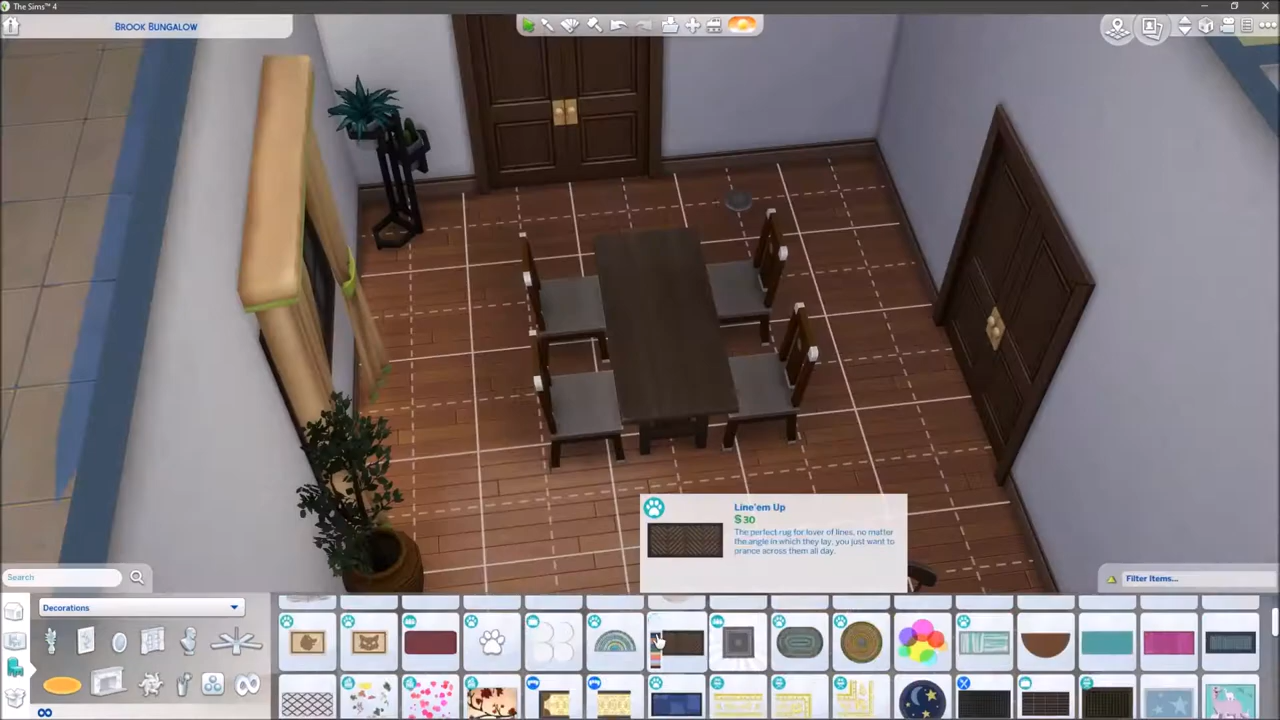 The Sims™ 4
BROOK BUNGALOW
Line'em Up
$30
The perfect rug for lover of lines, no matter
the angle in which they lay, you just want to
prance across them all day.
Search
Filter Items...
Decorations